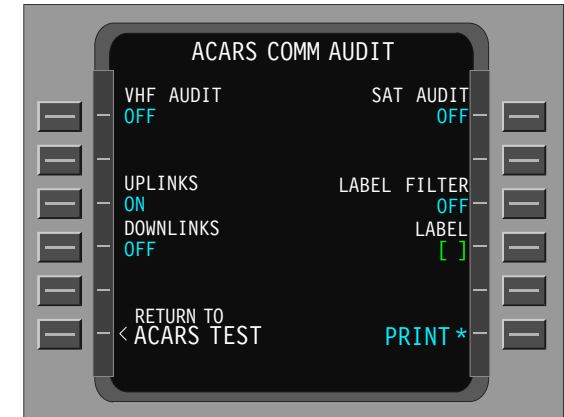 ACARS COMM AUDIT
VHF AUDIT SAT AUDIT
OFF OFF
UPLINKS LABEL FILTER
ON OFF
DOWNLINKS LABEL
OFF [ ]
RETURN TO
< ACARS TEST PRINT *